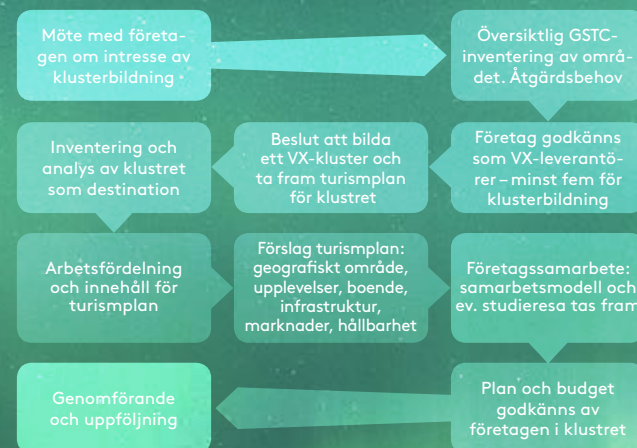 Möte med företa-
gen om intresse av
klusterbildning
Översiktlig GSTC-
inventering av områ-
det. Åtgärdsbehov
Företag godkänns
som VX-leverantö-
rer – minst fem för
klusterbildning
Beslut att bilda
ett VX-kluster och
ta fram turismplan
för klustret
Inventering och
analys av klustret
som destination
Arbetsfördelning
och innehåll för
turismplan
Förslag turismplan:
geografiskt område,
upplevelser, boende,
infrastruktur,
marknader, hållbarhet
Företagssamarbete:
samarbetsmodell och
ev. studieresa tas fram
Plan och budget
godkänns av
företagen i klustret
Genomförande
och uppföljning